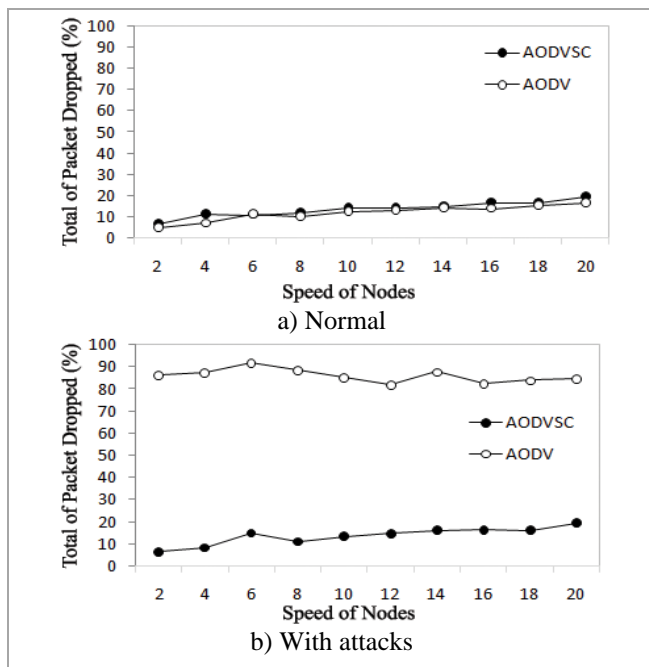 Total of Packet Dropped (%)
100
90
80
70
60
50
40
30
20
10
0
AODVSC
AODV
2 4 6 8 10 12 14 16 18 20
Speed of Nodes
a) Normal
Total of Packet Dropped (%)
100
90
80
70
60
50
40
30
20
10
0
AODVSC
AODV
2 4 6 8 10 12 14 16 18 20
Speed of Nodes
b) With attacks